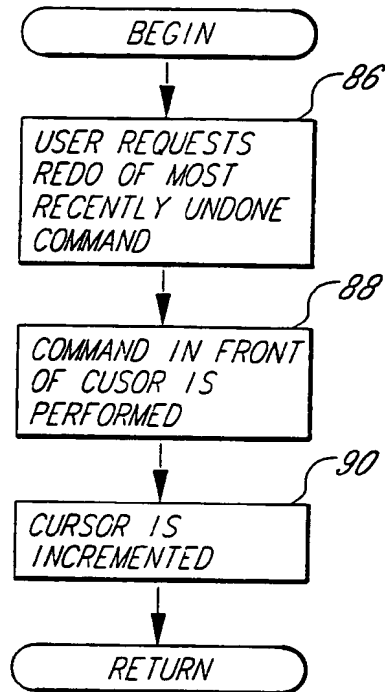 BEGIN
86
USER REQUESTS
REDO OF MOST
RECENTLY UNDONE
COMMAND
88
COMMAND IN FRONT
OF CUSOR IS
PERFORMED
90
CURSOR IS
INCREMENTED
RETURN